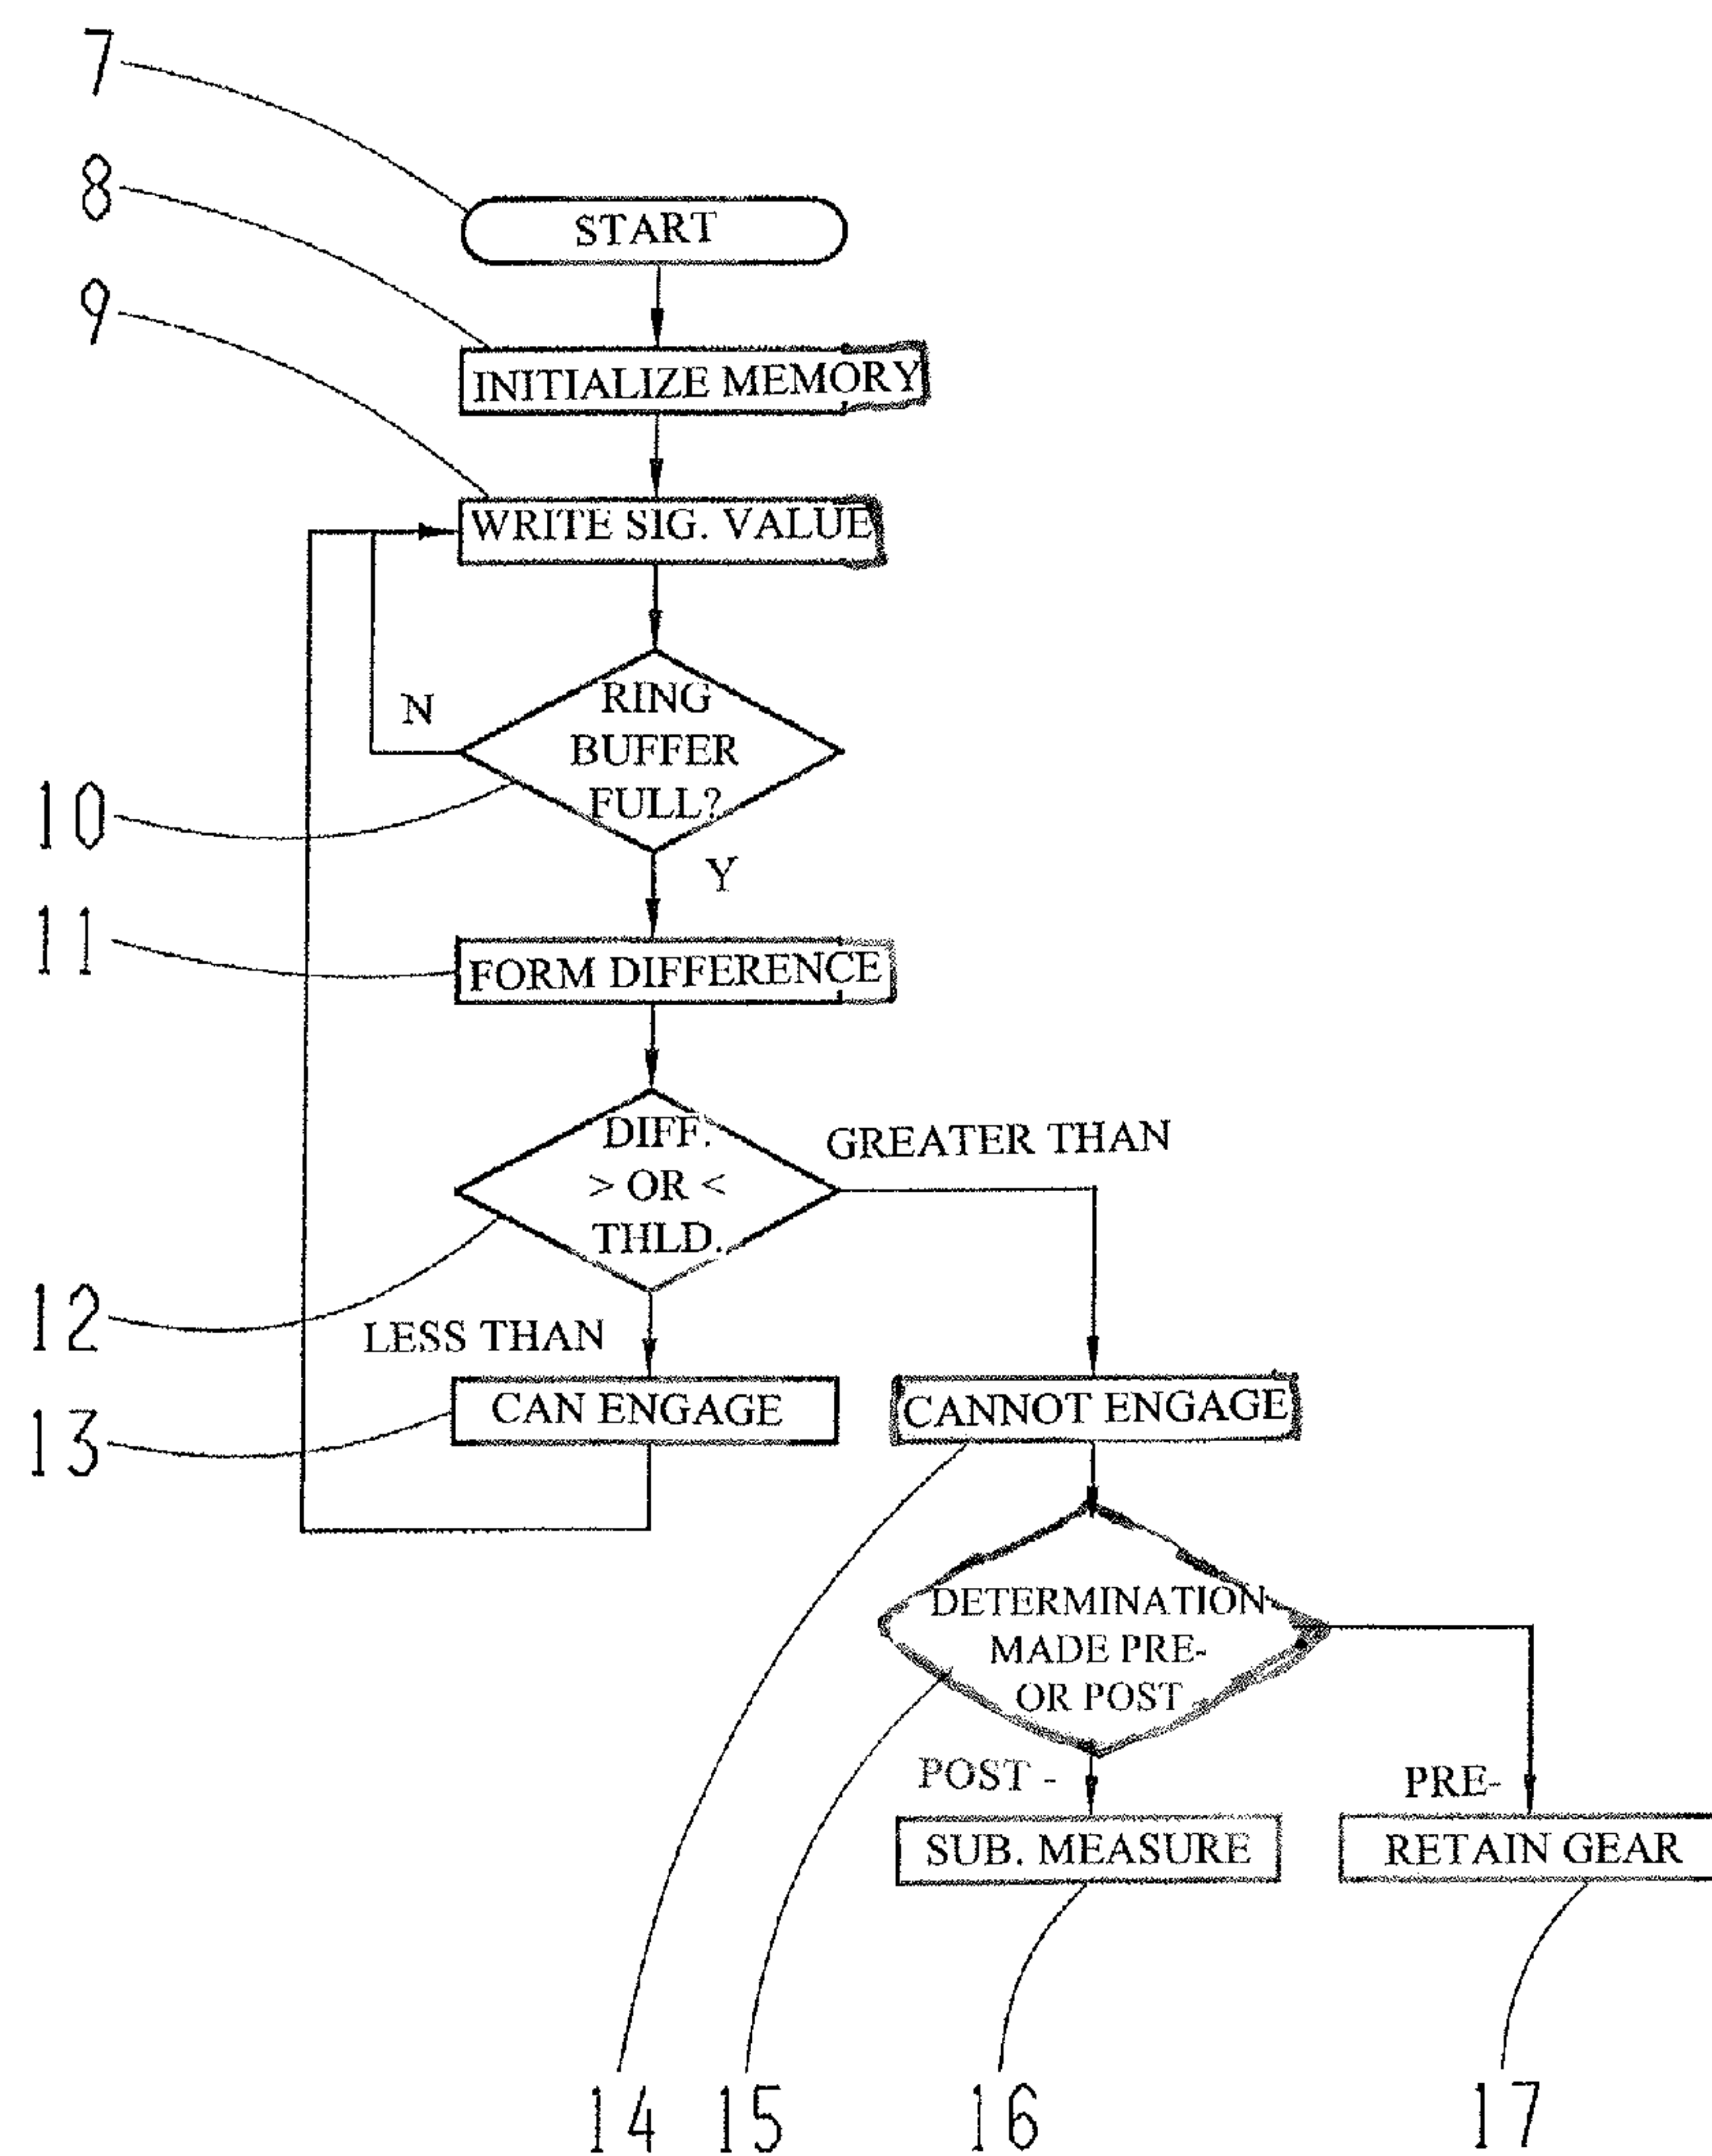 7
8
START
9
INITIALIZE MEMORY
WRITE SIG. VALUE
N
RING
BUFFER
FULL?
10
Y
11
FORM DIFFERENCE
DIFF.
> OR <
THLD.
GREATER THAN
12
LESS THAN
13
CAN ENGAGE
CANNOT ENGAGE
DETERMINATION
MADE PRE-
OR POST
POST -
PRE-
SUB. MEASURE
RETAIN GEAR
14
15
16
17